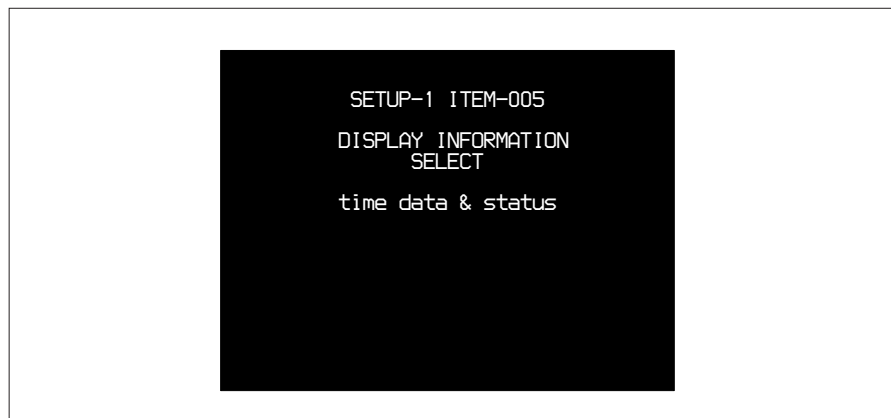 SETUP-1 ITEM-005
DISPLAY INFORMATION
SELECT
time data & status